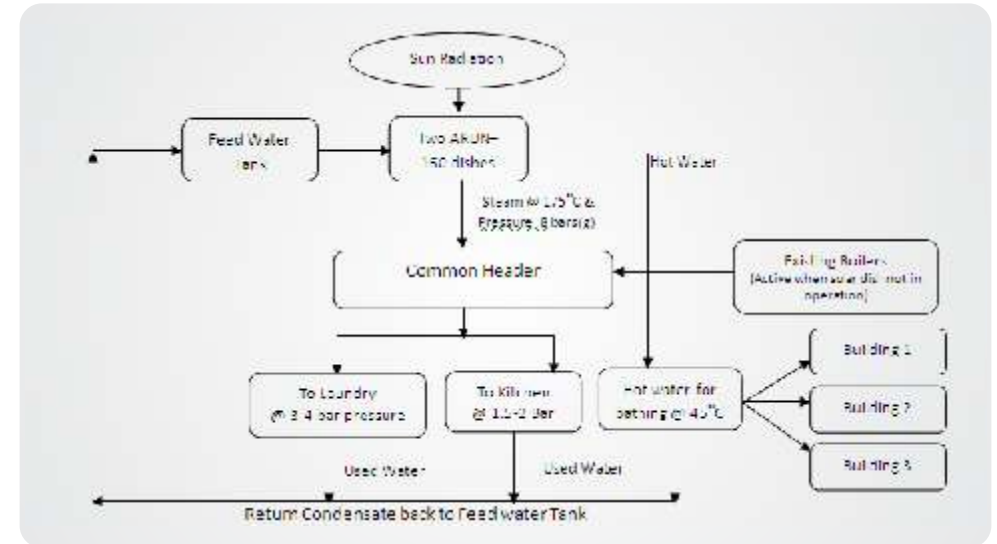 Sun Radiation
Feed Water
Tank
Two ARUN–
160 dishes
Hot Water
Steam @ 175°C &
Pressure, 8 bars(g)
Common Header
Existing Boilers
(Active when solar dish not in
operation)
To Laundry
@ 3-4 bar pressure
To Kitchen
@ 1.5-2 Bar
Hot water for
bathing @ 45°C
Building 1
Building 2
Building 3
Used Water
Used Water
Return Condensate back to Feed water Tank